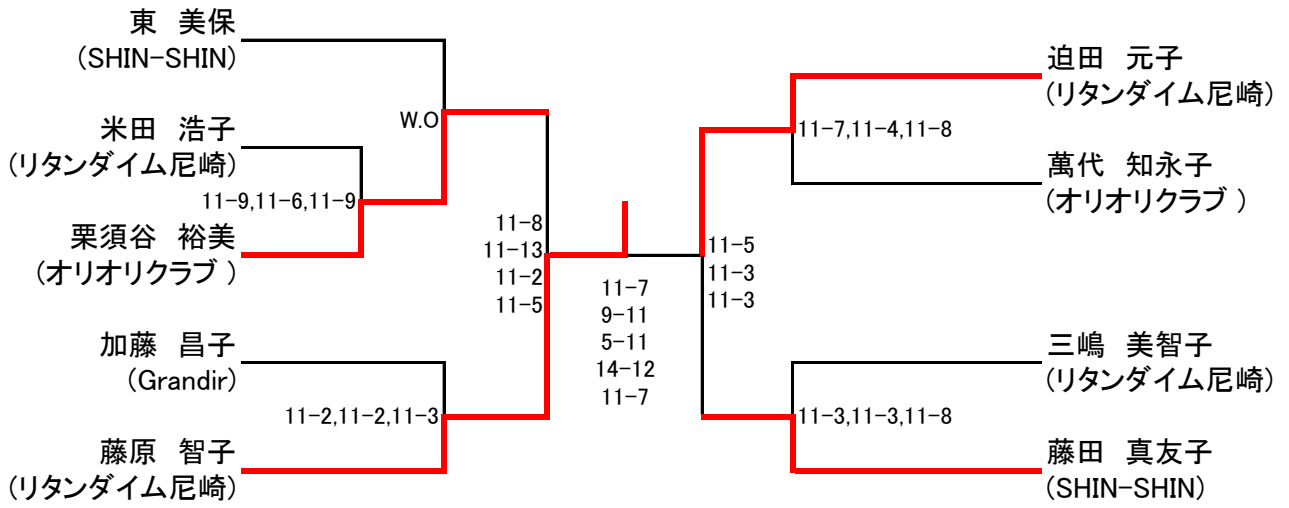 東　美保
(SHIN-SHIN)
米田　浩子
(リタンダイム尼崎)
栗須谷　裕美
(オリオリクラブ )
加藤　昌子
(Grandir)
藤原　智子
(リタンダイム尼崎)
W.O
11-9,11-6,11-9
11-2,11-2,11-3
11-8
11-13
11-2
11-5
11-7
9-11
5-11
14-12
11-7
11-5
11-3
11-3
11-7,11-4,11-8
11-3,11-3,11-8
迫田　元子
(リタンダイム尼崎)
萬代　知永子
(オリオリクラブ )
三嶋　美智子
(リタンダイム尼崎)
藤田　真友子
(SHIN-SHIN)